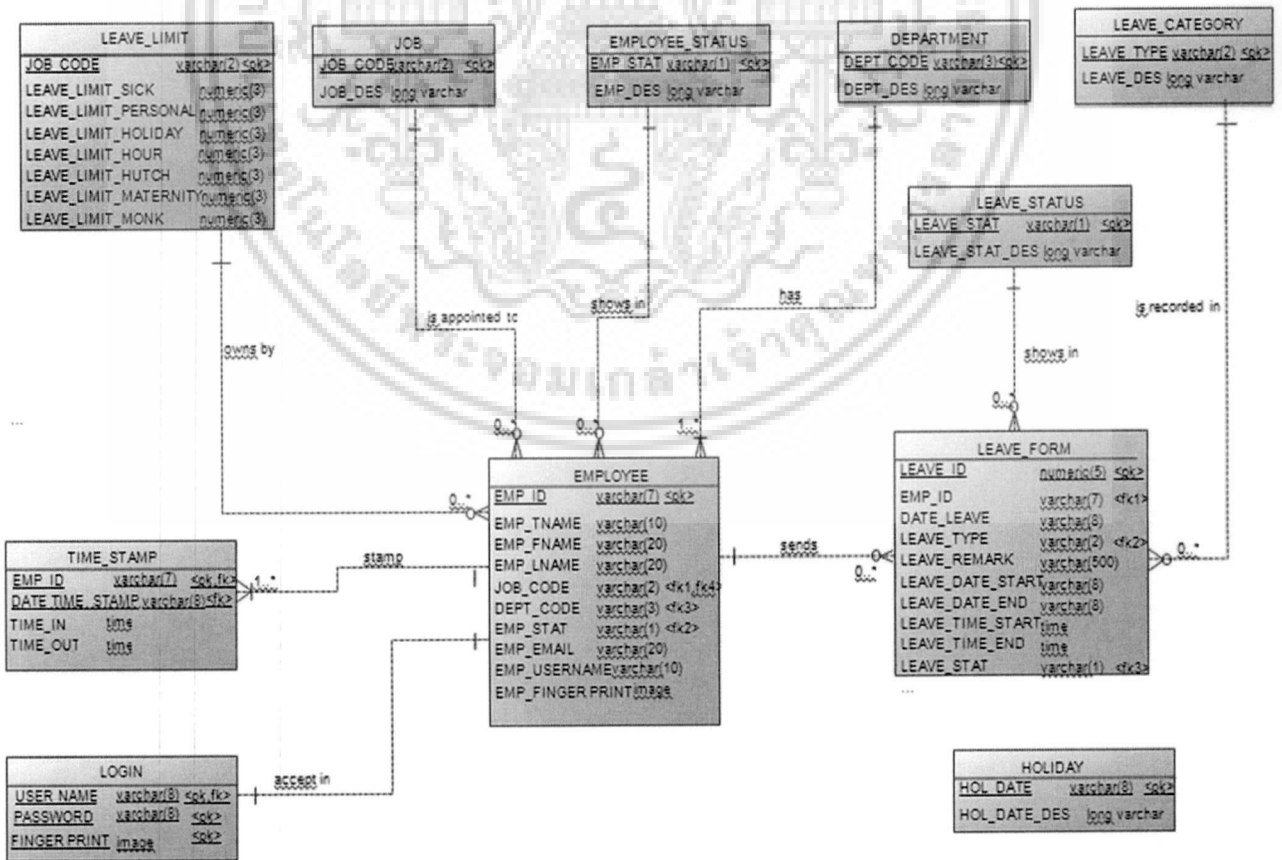 LEAVE_LIMIT
JOB_CODE varchar(2) <pk>
LEAVE_LIMIT_SICK numeric(3)
LEAVE_LIMIT_PERSONAL numeric(3)
LEAVE_LIMIT_HOLIDAY numeric(3)
LEAVE_LIMIT_HOUR numeric(3)
LEAVE_LIMIT_HUTCH numeric(3)
LEAVE_LIMIT_MATERNITY numeric(3)
LEAVE_LIMIT_MONK numeric(3)
JOB
JOB_CODE varchar(2) <pk>
JOB_DES long varchar
EMPLOYEE_STATUS
EMP_STAT varchar(1) <pk>
EMP_DES long varchar
DEPARTMENT
DEPT_CODE varchar(3) <pk>
DEPT_DES long varchar
LEAVE_CATEGORY
LEAVE_TYPE varchar(2) <pk>
LEAVE_DES long varchar
LEAVE_STATUS
LEAVE_STAT varchar(1) <pk>
LEAVE_STAT_DES long varchar
owns by
is appointed tc
shows in
has
shows in
is recorded in
0..*
0..*
1..*
0..*
0..*
...
EMPLOYEE
EMP_ID varchar(7) <pk>
EMP_TNAME varchar(10)
EMP_FNAME varchar(20)
EMP_LNAME varchar(20)
JOB_CODE varchar(2) <fk1,fk4>
DEPT_CODE varchar(3) <fk3>
EMP_STAT varchar(1) <fk2>
EMP_EMAIL varchar(20)
EMP_USERNAME varchar(10)
EMP_FINGER PRINT image
sends
0..*
LEAVE_FORM
LEAVE_ID numeric(5) <pk>
EMP_ID varchar(7) <fk1>
DATE_LEAVE varchar(8)
LEAVE_TYPE varchar(2) <fk2>
LEAVE_REMARK varchar(500)
LEAVE_DATE_START varchar(8)
LEAVE_DATE_END varchar(8)
LEAVE_TIME_START time
LEAVE_TIME_END time
LEAVE_STAT varchar(1) <fk3>
0..*
...
TIME_STAMP
EMP_ID varchar(7) <pk,fk>
DATE TIME_STAMP varchar(8) <fk>
TIME_IN time
TIME_OUT time
1..*
stamp
LOGIN
USER NAME varchar(8) <pk,fk>
PASSWORD varchar(8) <pk>
FINGER PRINT image <pk>
accept in
HOLIDAY
HOL_DATE varchar(8) <pk>
HOL_DATE_DES long varchar